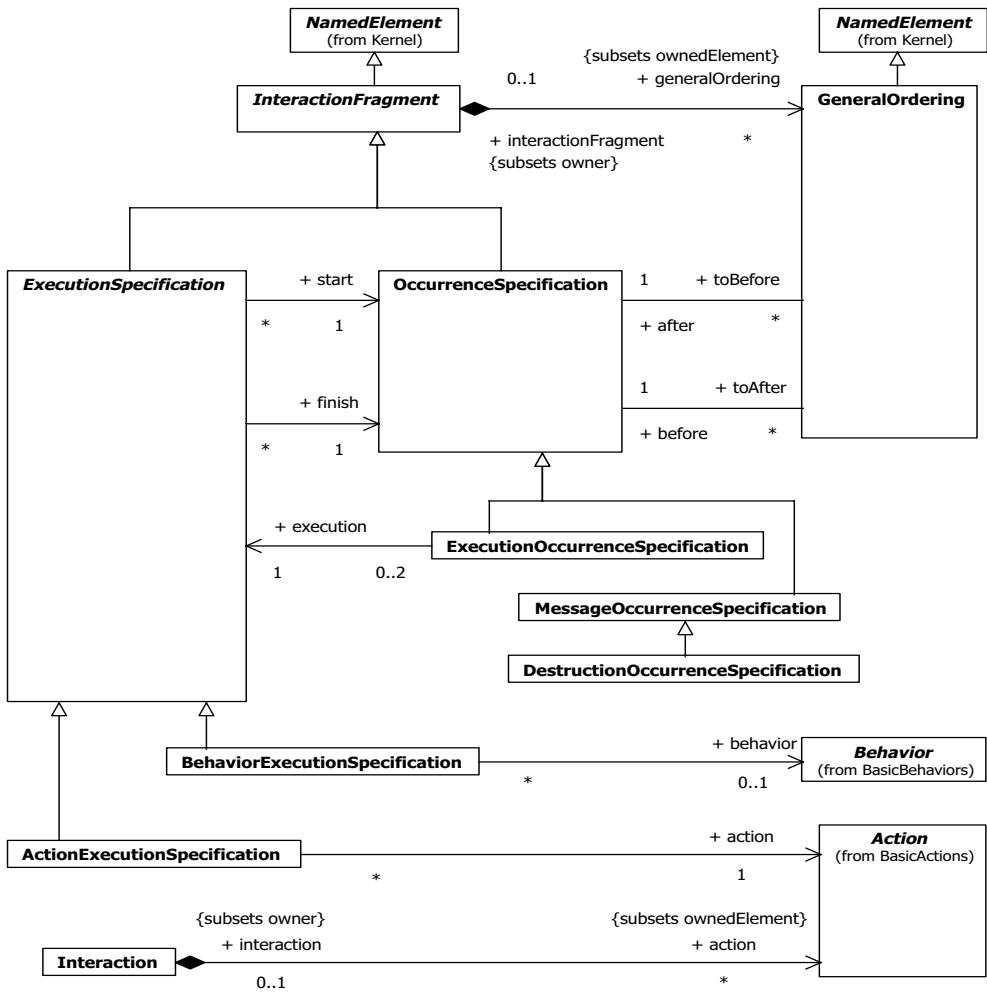 NamedElement
(from Kernel)
NamedElement
(from Kernel)
{subsets ownedElement}
0..1
+ generalOrdering
InteractionFragment
GeneralOrdering
+ interactionFragment
*
{subsets owner}
ExecutionSpecification
+ start
OccurrenceSpecification
1
+ toBefore
*
1
+ after
*
+ finish
1
+ toAfter
*
1
+ before
*
+ execution
ExecutionOccurrenceSpecification
1
0..2
MessageOccurrenceSpecification
DestructionOccurrenceSpecification
+ behavior
BehaviorExecutionSpecification
Behavior
(from BasicBehaviors)
*
0..1
+ action
Action
(from BasicActions)
ActionExecutionSpecification
*
1
{subsets owner}
{subsets ownedElement}
+ interaction
+ action
Interaction
0..1
*